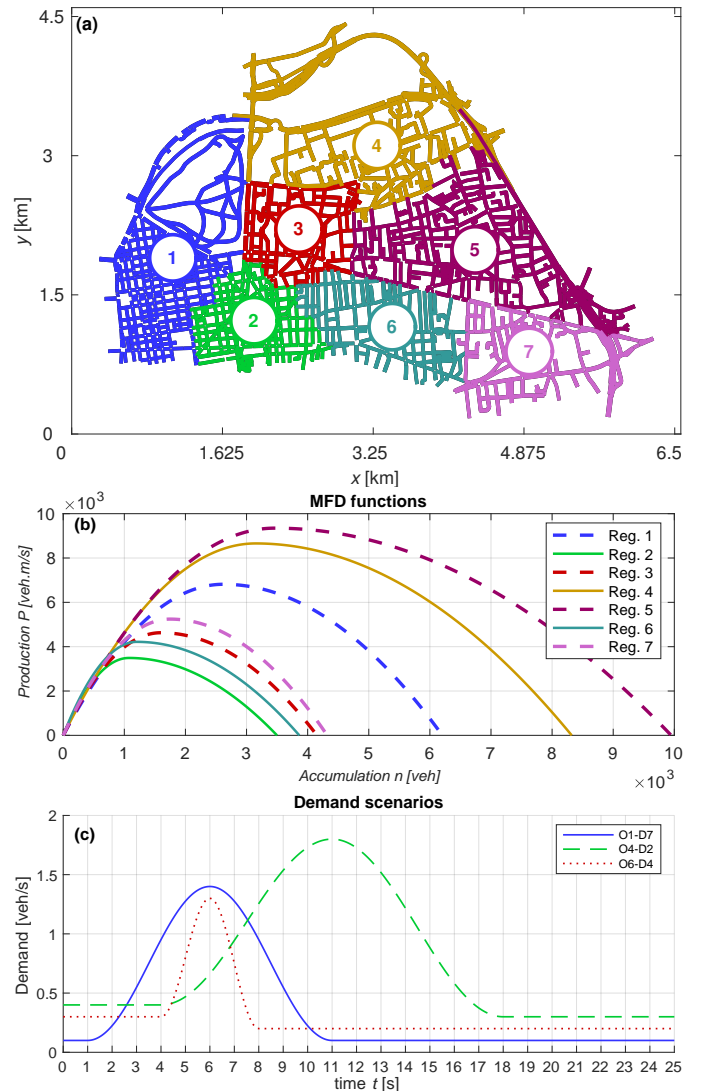 (a)
4.5
3
1.5
0
y [km]
1
2
3
4
5
6
7
0
1.625
3.25
4.875
6.5
x [km]
MFD functions
×10³
(b)
10
8
6
4
2
0
Production P [veh.m/s]
Reg. 1
Reg. 2
Reg. 3
Reg. 4
Reg. 5
Reg. 6
Reg. 7
0 1 2 3 4 5 6 7 8 9 10
Accumulation n [veh]
×10³
Demand scenarios
(c)
2
1.5
1
0.5
0
Demand [veh/s]
O1-D7
O4-D2
O6-D4
0 1 2 3 4 5 6 7 8 9 10 11 12 13 14 15 16 17 18 19 20 21 22 23 24 25
time t [s]